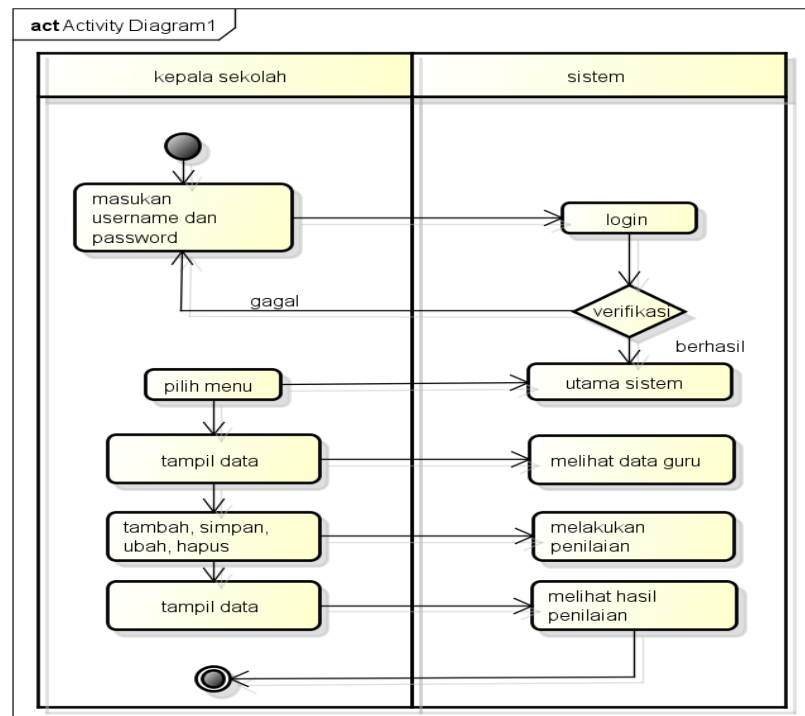 act Activity Diagram1
kepala sekolah
sistem
masukan
username dan
password
login
gagal
verifikasi
berhasil
pilih menu
utama sistem
tampil data
melihat data guru
tambah, simpan,
ubah, hapus
melakukan
penilaian
tampil data
melihat hasil
penilaian